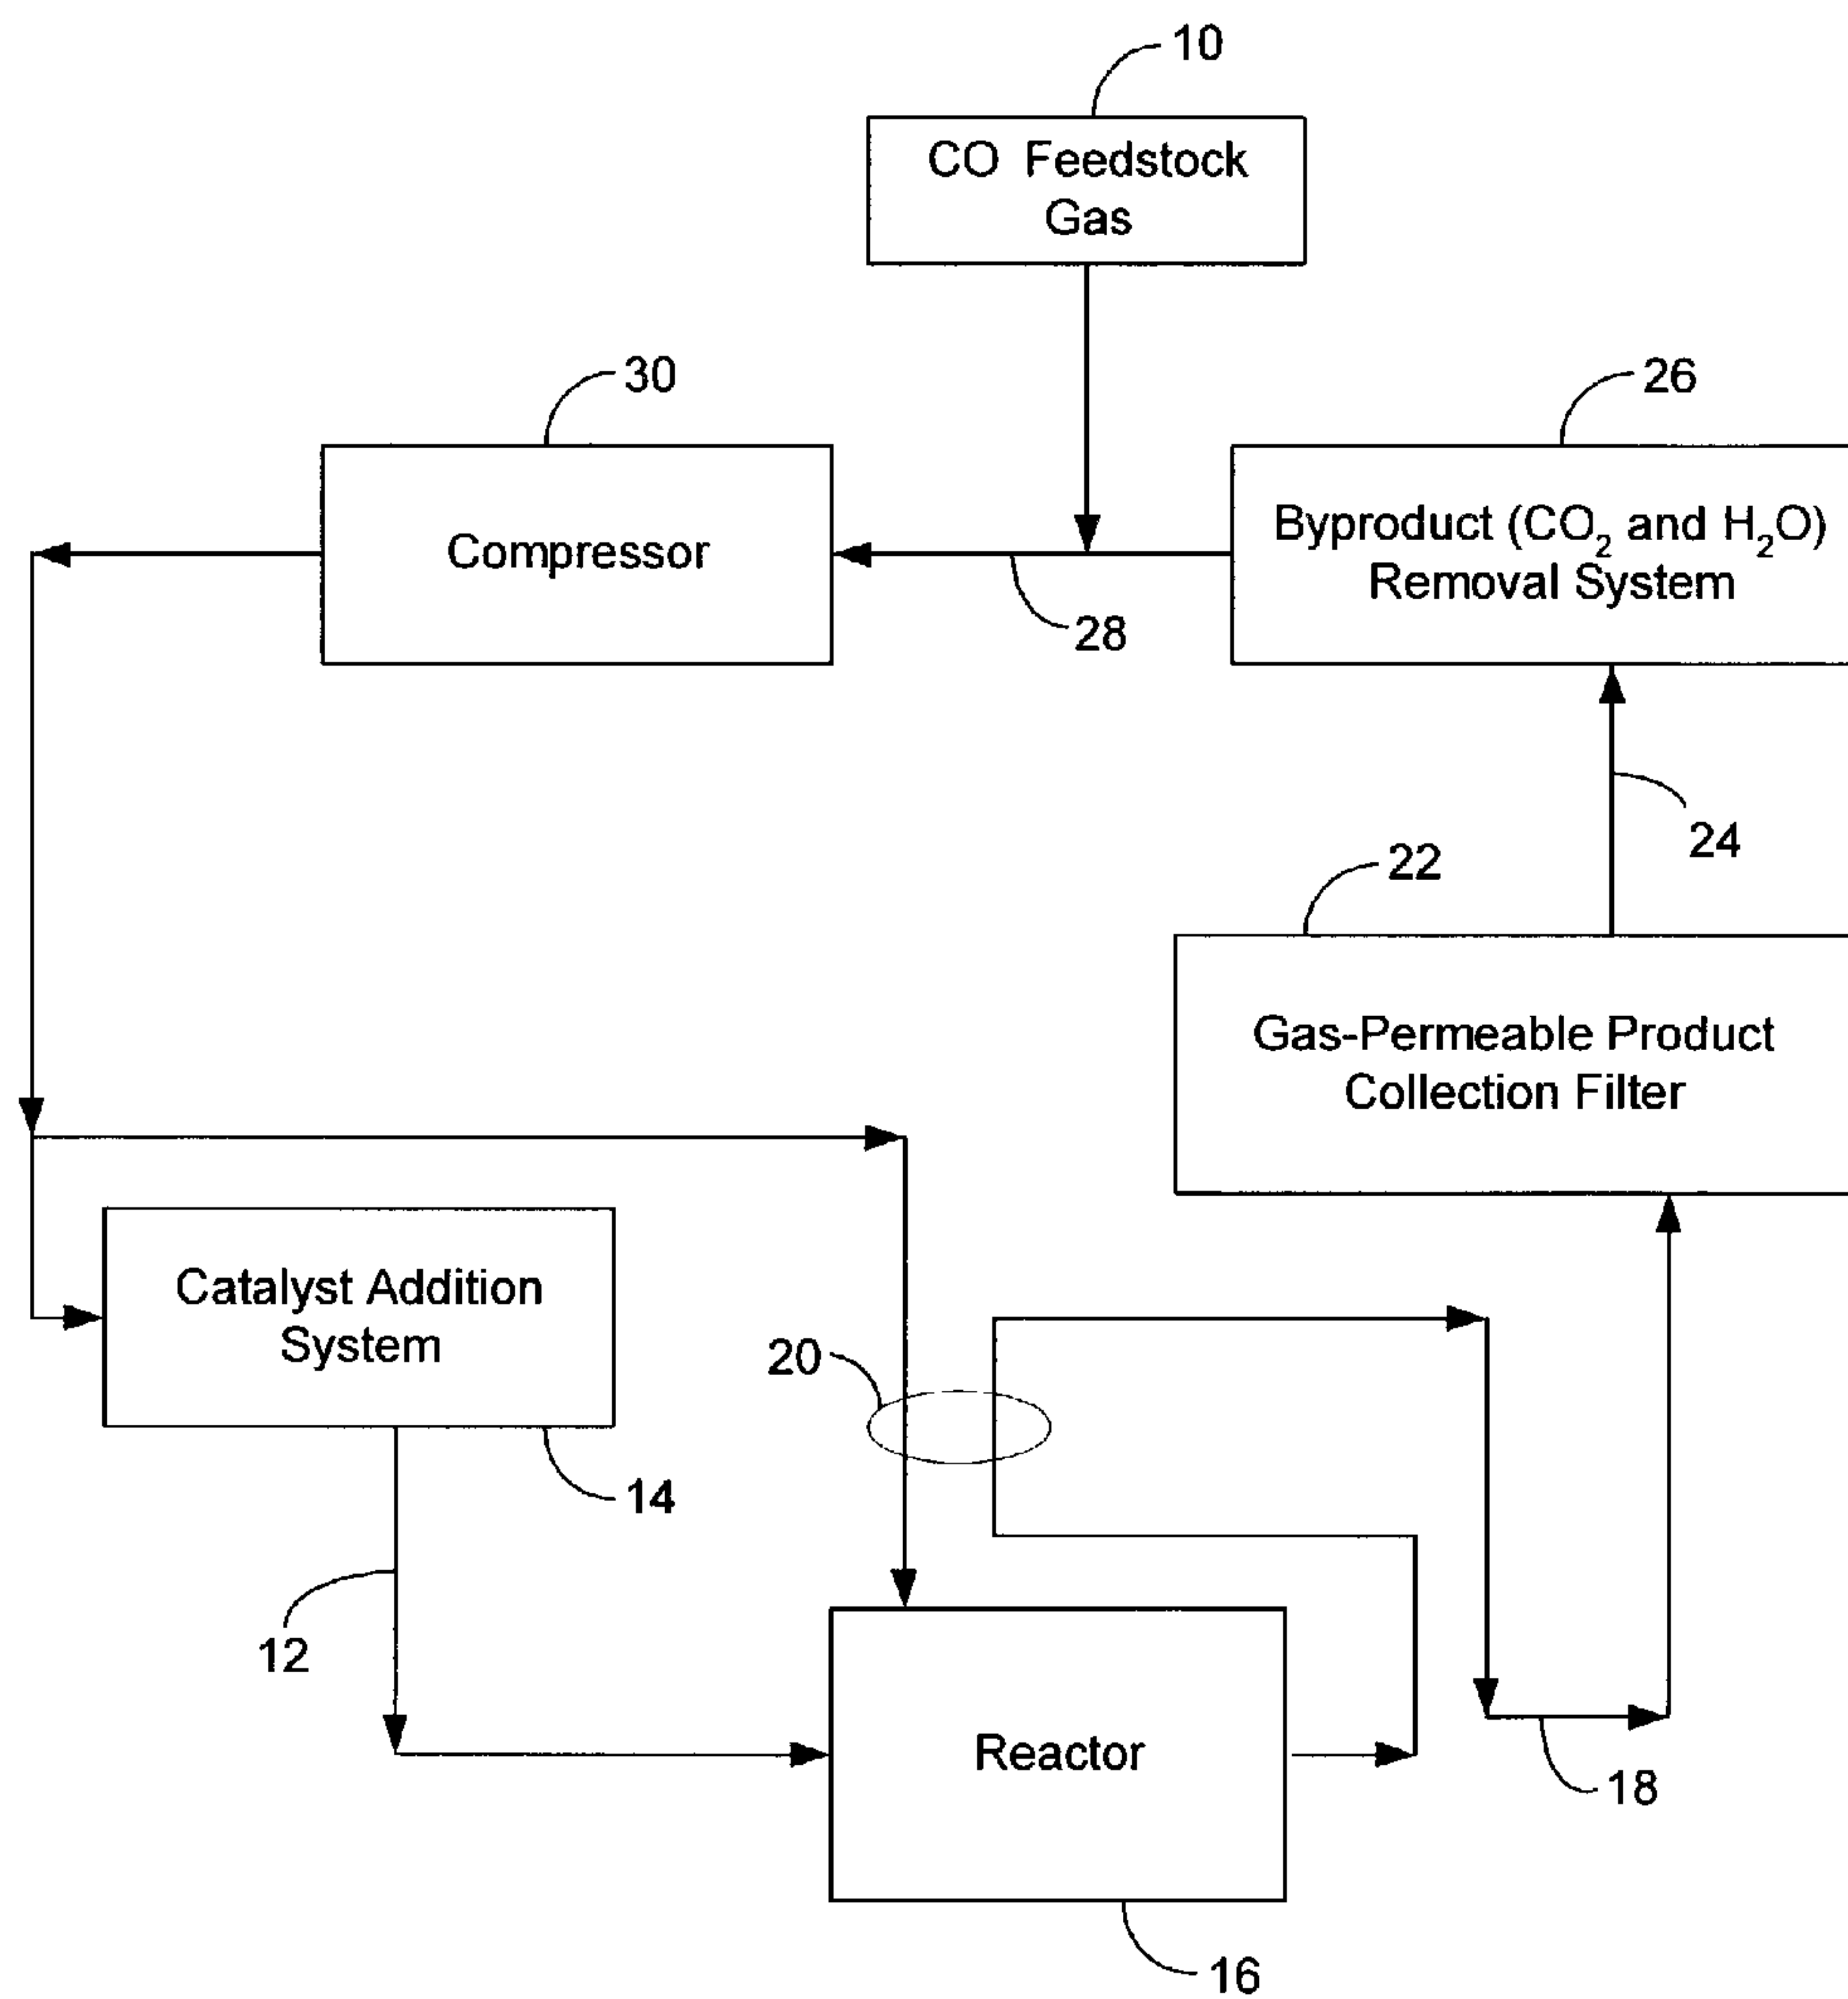 10
CO Feedstock
Gas
30
26
Compressor
Byproduct (CO₂ and H₂O)
Removal System
28
24
22
Gas-Permeable Product
Collection Filter
Catalyst Addition
System
20
14
12
Reactor
18
16